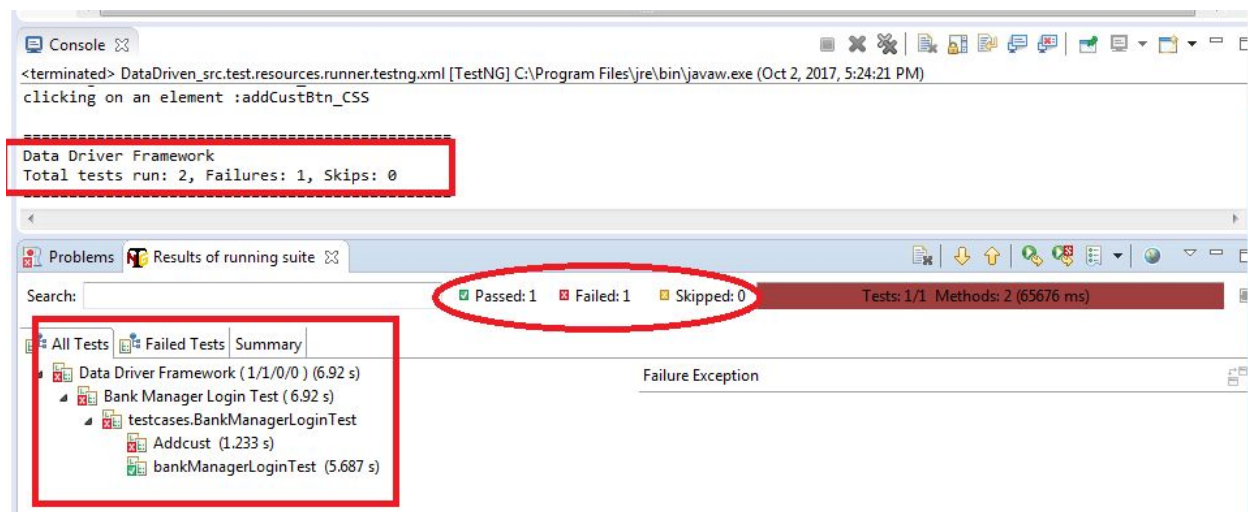 Console
<terminated> DataDriven_src.test.resources.runner.testng.xml [TestNG] C:\Program Files\jre\bin\javaw.exe (Oct 2, 2017, 5:24:21 PM)
clicking on an element :addCustBtn_CSS
===============================================
Data Driver Framework
Total tests run: 2, Failures: 1, Skips: 0
===============================================
Problems Results of running suite
Search: Passed: 1 Failed: 1 Skipped: 0 Tests: 1/1 Methods: 2 (65676 ms)
All Tests Failed Tests Summary
Data Driver Framework ( 1/1/0/0 ) (6.92 s)
Failure Exception
Bank Manager Login Test ( 6.92 s)
testcases.BankManagerLoginTest
Addcust (1.233 s)
bankManagerLoginTest (5.687 s)